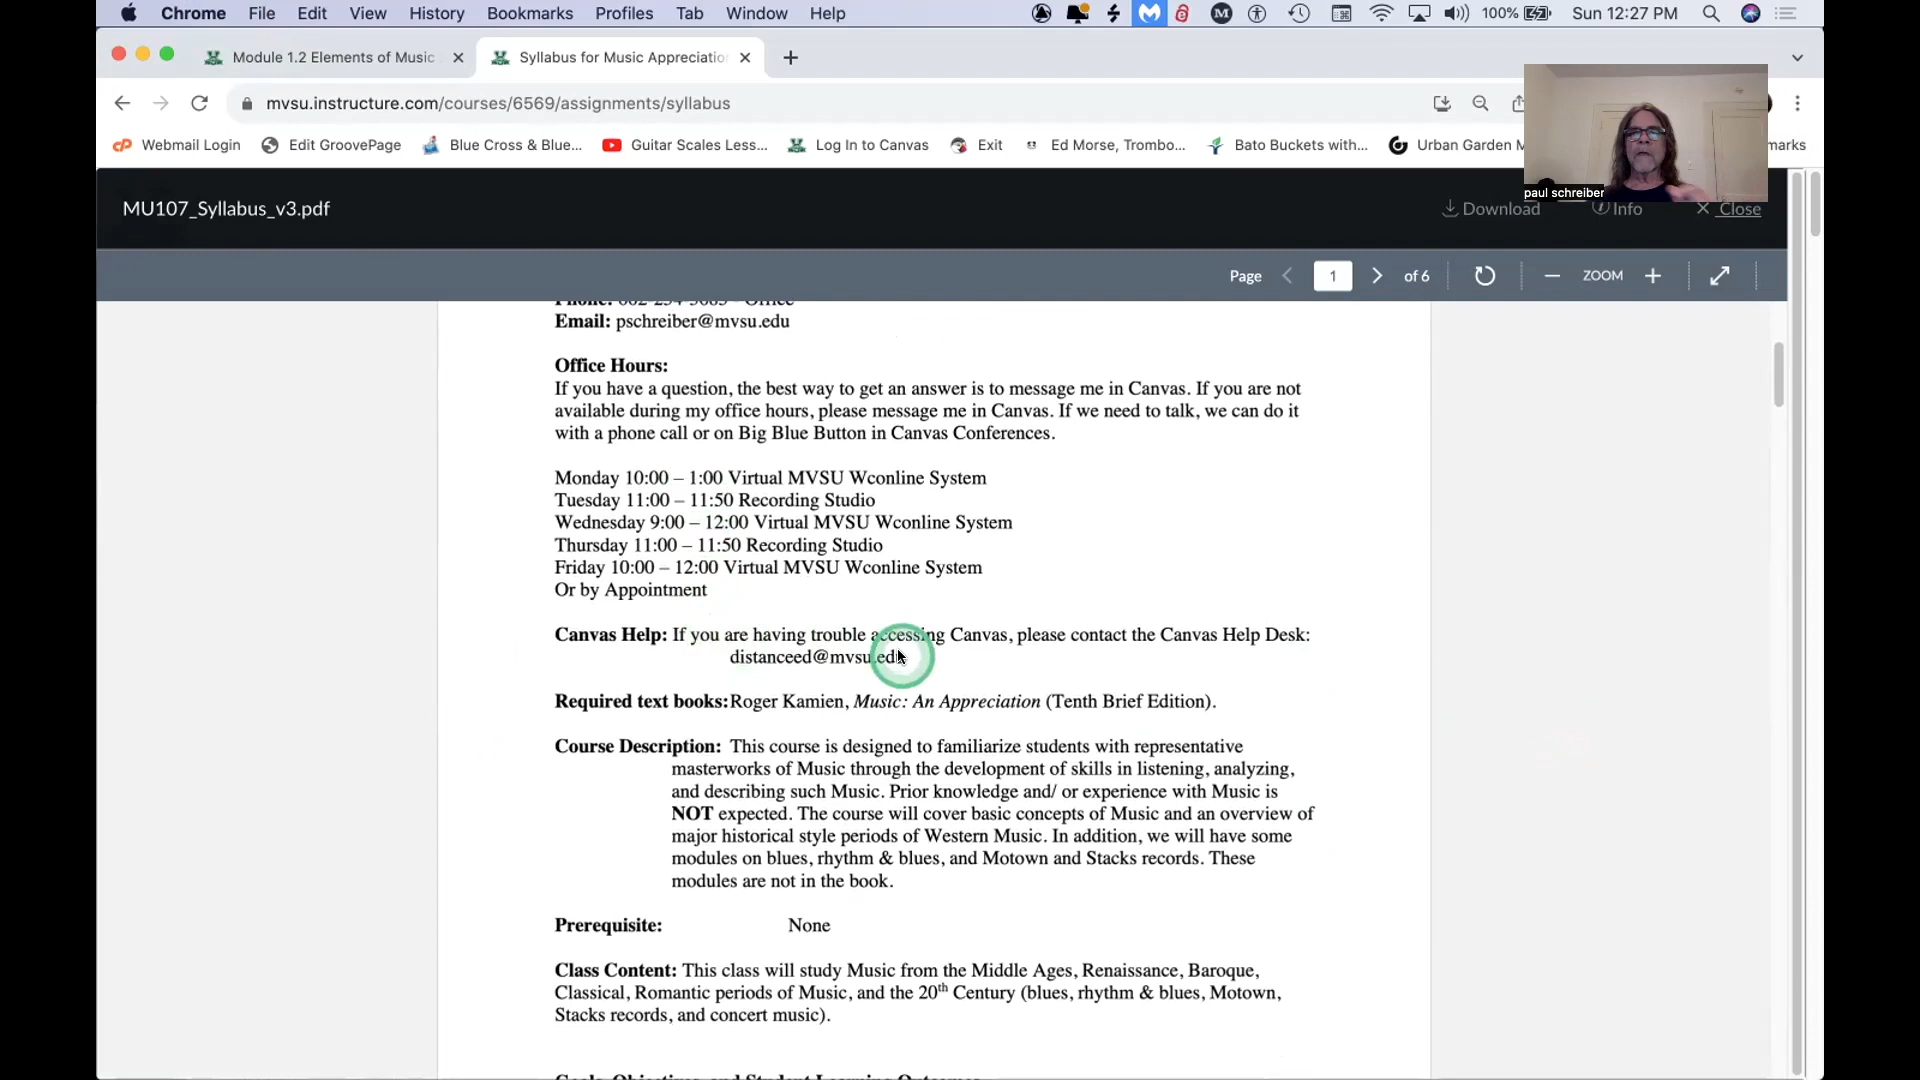 Chrome File Edit View History Bookmarks Profiles Tab Window Help 100% Sun 12:27 PM
Module 1.2 Elements of Music Syllabus for Music Appreciatio
mvsu.instructure.com/courses/6569/assignments/syllabus
Webmail Login Edit GroovePage Blue Cross & Blue... Guitar Scales Less... Log In to Canvas Exit Ed Morse, Trombo... Bato Buckets with... Urban Garden M marks
paul schreiber
MU107_Syllabus_v3.pdf Download Info Close
Page 1 of 6 ZOOM
Email: pschreiber@mvsu.edu
Office Hours:
If you have a question, the best way to get an answer is to message me in Canvas. If you are not
available during my office hours, please message me in Canvas. If we need to talk, we can do it
with a phone call or on Big Blue Button in Canvas Conferences.
Monday 10:00 – 1:00 Virtual MVSU Wconline System
Tuesday 11:00 – 11:50 Recording Studio
Wednesday 9:00 – 12:00 Virtual MVSU Wconline System
Thursday 11:00 – 11:50 Recording Studio
Friday 10:00 – 12:00 Virtual MVSU Wconline System
Or by Appointment
Canvas Help: If you are having trouble accessing Canvas, please contact the Canvas Help Desk:
distanceed@mvsu.edu
Required text books: Roger Kamien, Music: An Appreciation (Tenth Brief Edition).
Course Description: This course is designed to familiarize students with representative
masterworks of Music through the development of skills in listening, analyzing,
and describing such Music. Prior knowledge and/ or experience with Music is
NOT expected. The course will cover basic concepts of Music and an overview of
major historical style periods of Western Music. In addition, we will have some
modules on blues, rhythm & blues, and Motown and Stacks records. These
modules are not in the book.
Prerequisite: None
Class Content: This class will study Music from the Middle Ages, Renaissance, Baroque,
Classical, Romantic periods of Music, and the 20th Century (blues, rhythm & blues, Motown,
Stacks records, and concert music).